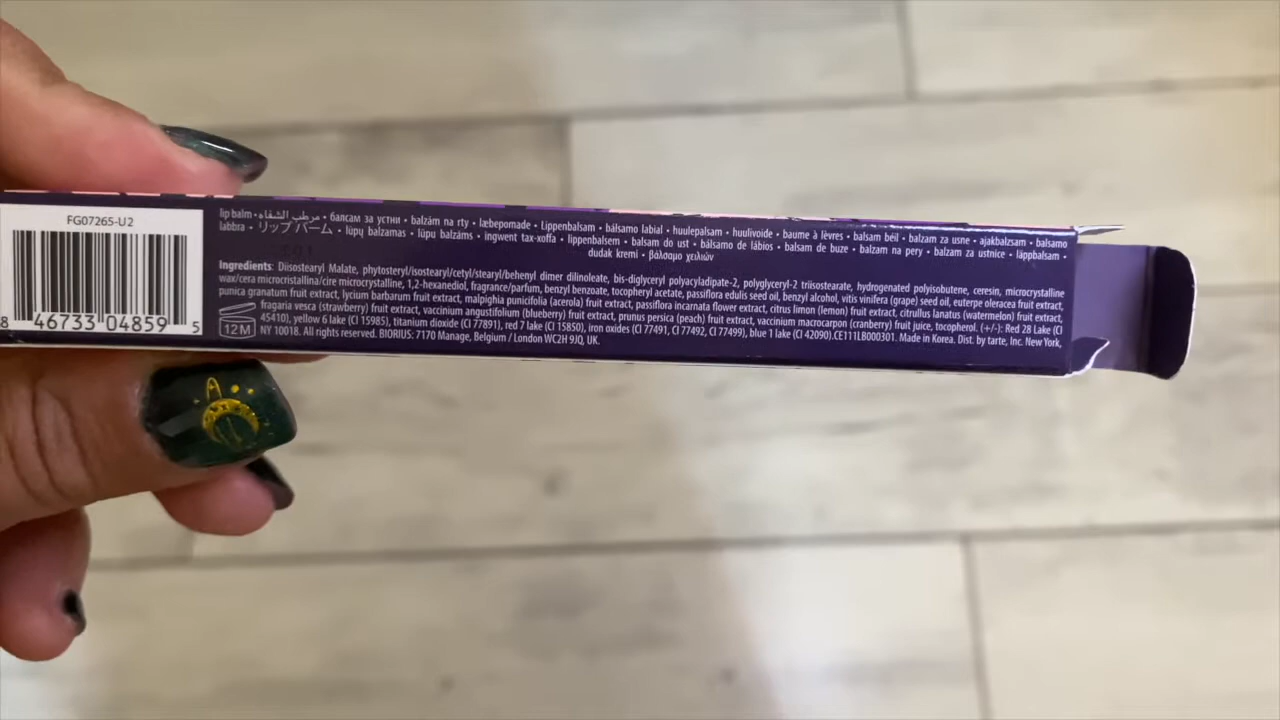 FG07265-U2
8 46733 04859 5
lip balm • مرطب الشفاه • балсам за устни • balzám na rty • læbepomade • Lippenbalsam • bálsamo labial • huulepalsam • huulivoide • baume à lèvres • balsam béil • balzam za usne • ajakbalzsam • balsamo
labbra • リップ バーム • lūpų balzamas • lūpu balzāms • ingwent tax-xoffa • lippenbalsem • balsam do ust • bálsamo de lábios • balsam de buze • balzam na pery • balzam za ustnice • läppbalsam •
dudak kremi • βάλσαμο χειλιών
Ingredients: Diisostearyl Malate, phytosteryl/isostearyl/cetyl/stearyl/behenyl dimer dilinoleate, bis-diglyceryl polyacyladipate-2, polyglyceryl-2 triisostearate, hydrogenated polyisobutene, ceresin, microcrystalline
wax/cera microcristallina/cire microcrystalline, 1,2-hexanediol, fragrance/parfum, benzyl benzoate, tocopheryl acetate, passiflora edulis seed oil, benzyl alcohol, vitis vinifera (grape) seed oil, euterpe oleracea fruit extract,
punica granatum fruit extract, lycium barbarum fruit extract, malpighia punicifolia (acerola) fruit extract, passiflora incarnata flower extract, citrus limon (lemon) fruit extract, citrullus lanatus (watermelon) fruit extract,
fragaria vesca (strawberry) fruit extract, vaccinium angustifolium (blueberry) fruit extract, prunus persica (peach) fruit extract, vaccinium macrocarpon (cranberry) fruit juice, tocopherol. (+/-): Red 28 Lake (CI
45410), yellow 6 lake (CI 15985), titanium dioxide (CI 77891), red 7 lake (CI 15850), iron oxides (CI 77491, CI 77492, CI 77499), blue 1 lake (CI 42090).CE111LB000301. Made in Korea. Dist. by tarte, Inc. New York,
12M
NY 10018. All rights reserved. BIORIUS: 7170 Manage, Belgium / London WC2H 9JQ, UK.